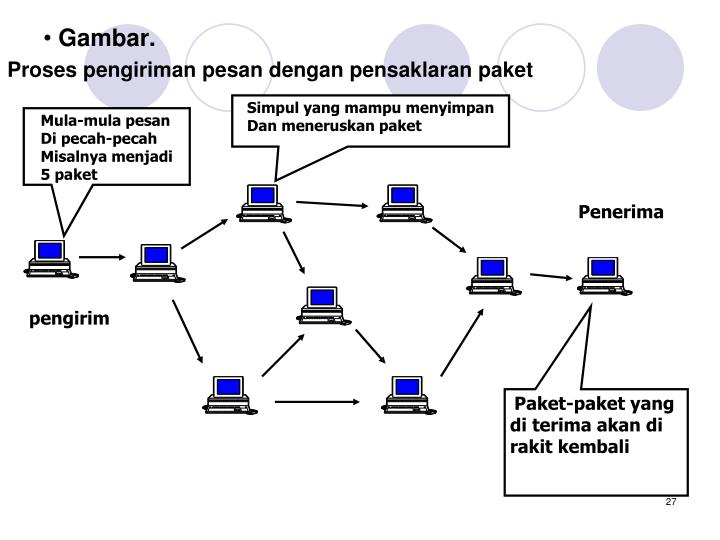 • Gambar.
Proses pengiriman pesan dengan pensaklaran paket
Simpul yang mampu menyimpan
Dan meneruskan paket
Mula-mula pesan
Di pecah-pecah
Misalnya menjadi
5 paket
Penerima
pengirim
Paket-paket yang
di terima akan di
rakit kembali
27